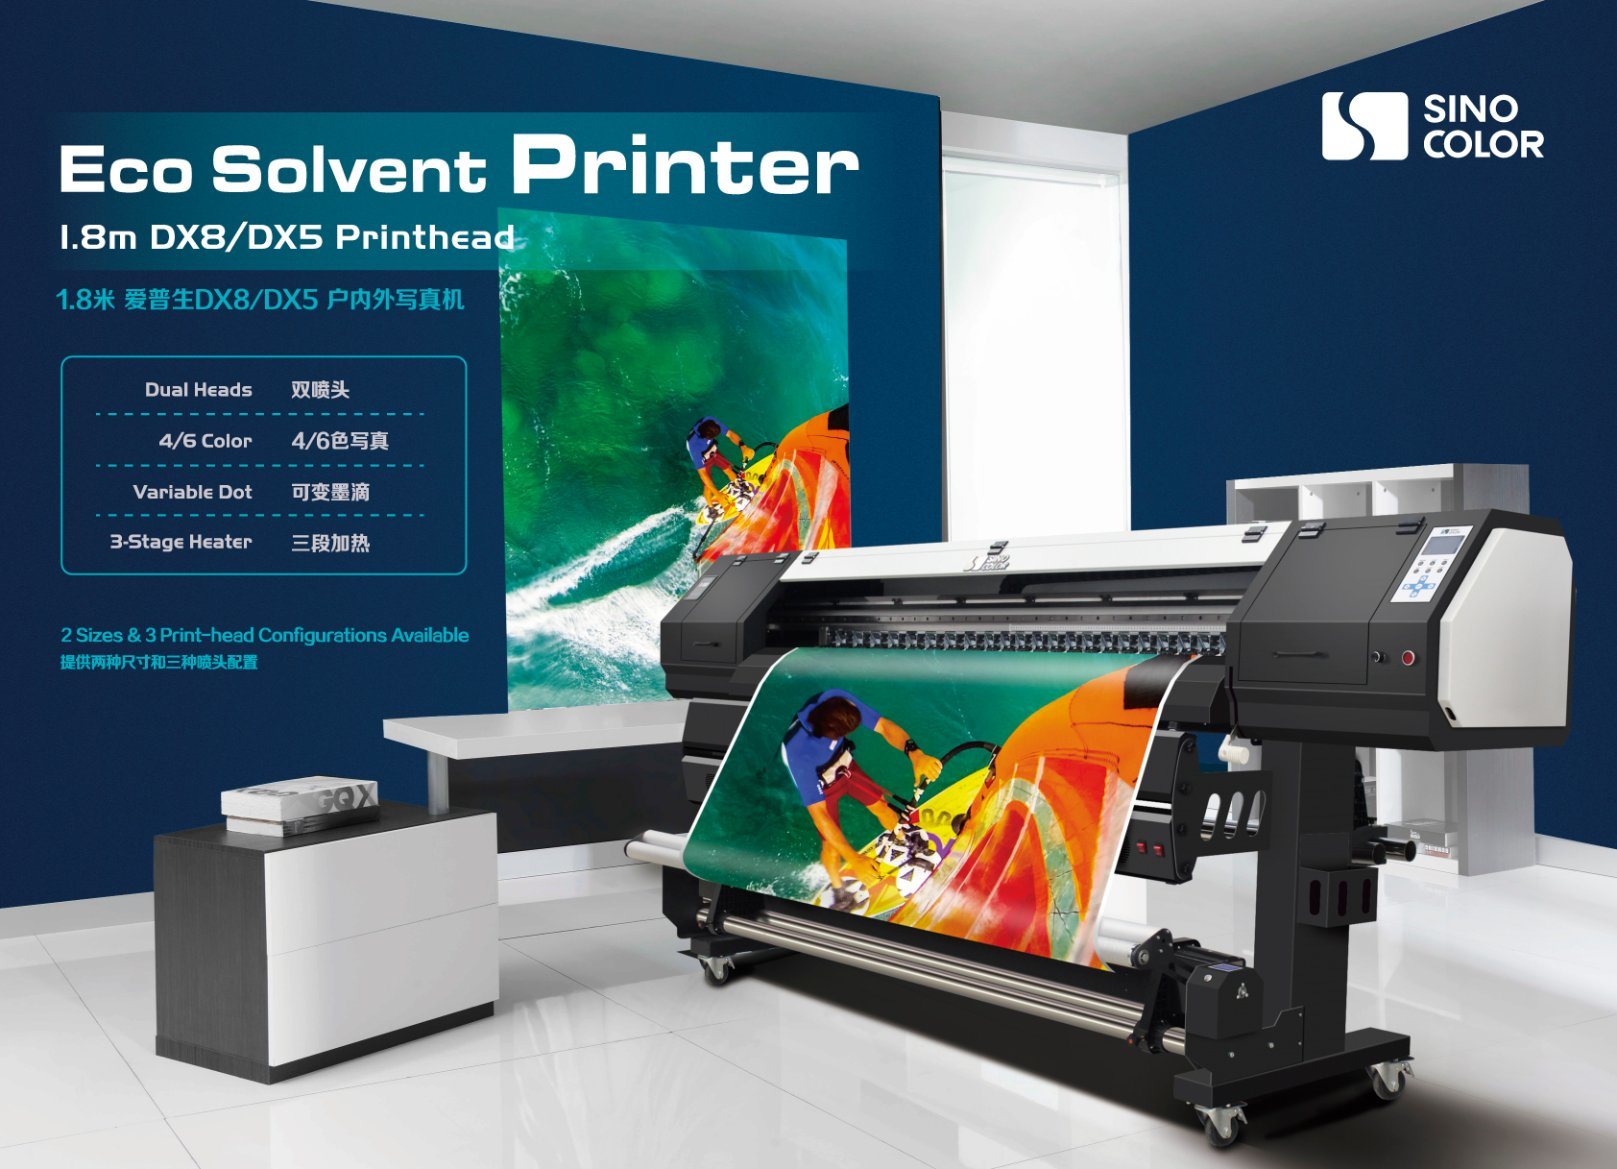 SINO
COLOR
Eco Solvent Printer
1.8m DX8/DX5 Printhead
1.8米 爱普生DX8/DX5 户内外写真机
Dual Heads 双喷头
4/6 Color 4/6色写真
Variable Dot 可变墨滴
3-Stage Heater 三段加热
2 Sizes & 3 Print-head Configurations Available
提供两种尺寸和三种喷头配置
SINO
COLOR
GQX